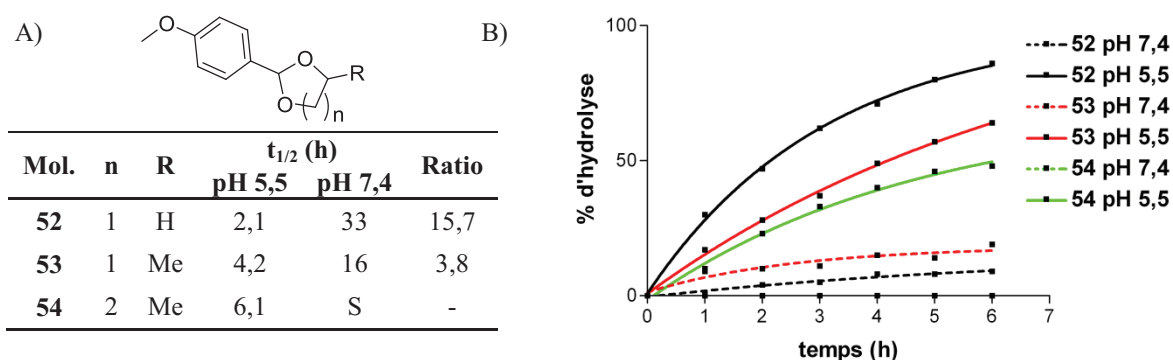 A)
O
O
O
R
n
t1/2 (h)
Mol. n R pH 5,5 pH 7,4 Ratio
52 1 H 2,1 33 15,7
53 1 Me 4,2 16 3,8
54 2 Me 6,1 S -
B)
100
50
0
% d'hydrolyse
0 1 2 3 4 5 6 7
temps (h)
52 pH 7,4
52 pH 5,5
53 pH 7,4
53 pH 5,5
54 pH 7,4
54 pH 5,5